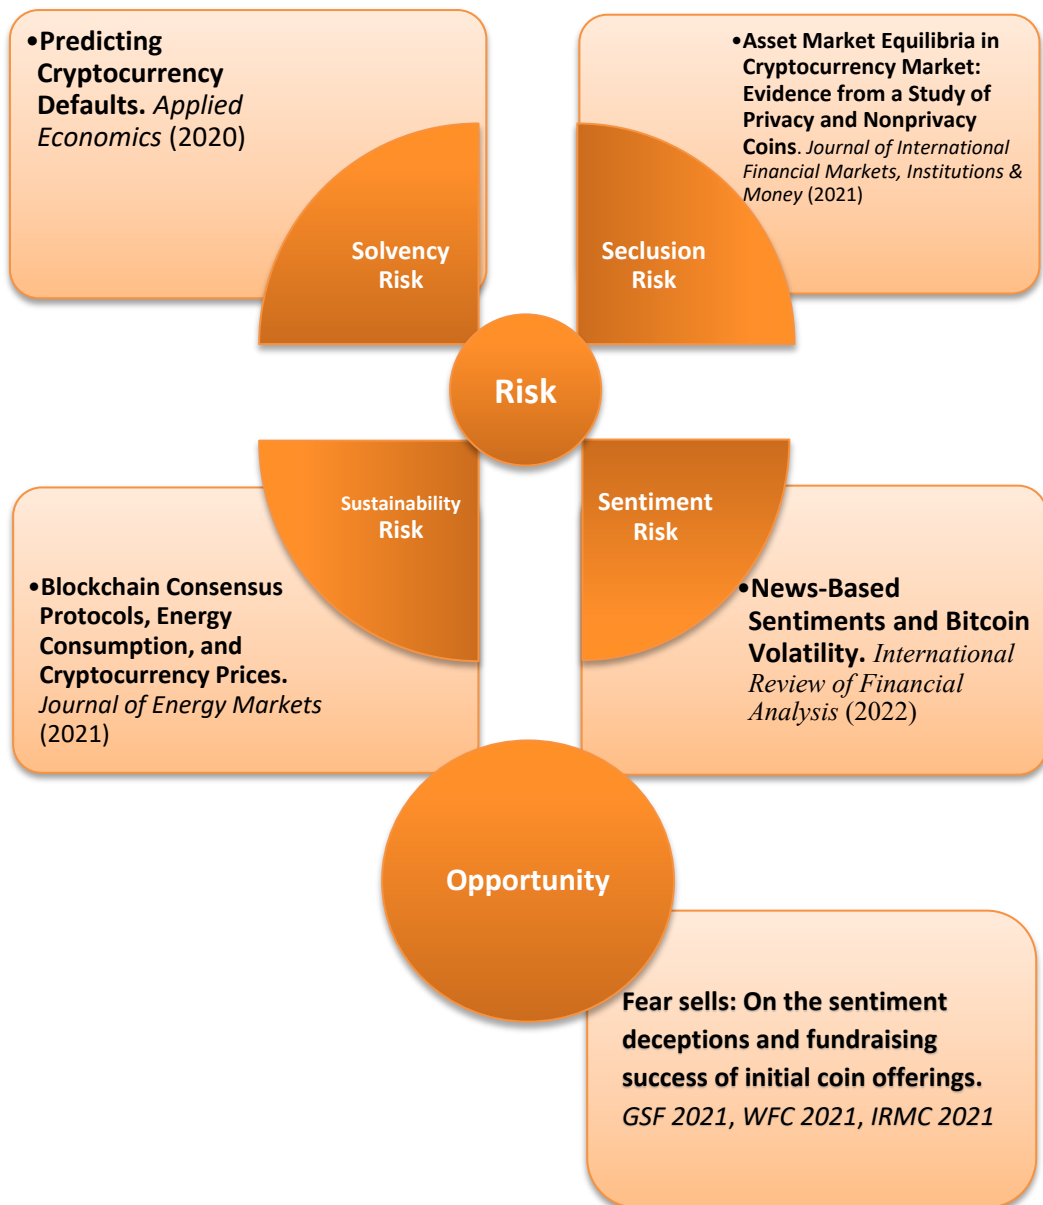 •Predicting
Cryptocurrency
Defaults. Applied
Economics (2020)
•Asset Market Equilibria in
Cryptocurrency Market:
Evidence from a Study of
Privacy and Nonprivacy
Coins. Journal of International
Financial Markets, Institutions &
Money (2021)
Solvency
Risk
Seclusion
Risk
Risk
Sustainability
Risk
Sentiment
Risk
•Blockchain Consensus
Protocols, Energy
Consumption, and
Cryptocurrency Prices.
Journal of Energy Markets
(2021)
•News-Based
Sentiments and Bitcoin
Volatility. International
Review of Financial
Analysis (2022)
Opportunity
Fear sells: On the sentiment
deceptions and fundraising
success of initial coin offerings.
GSF 2021, WFC 2021, IRMC 2021